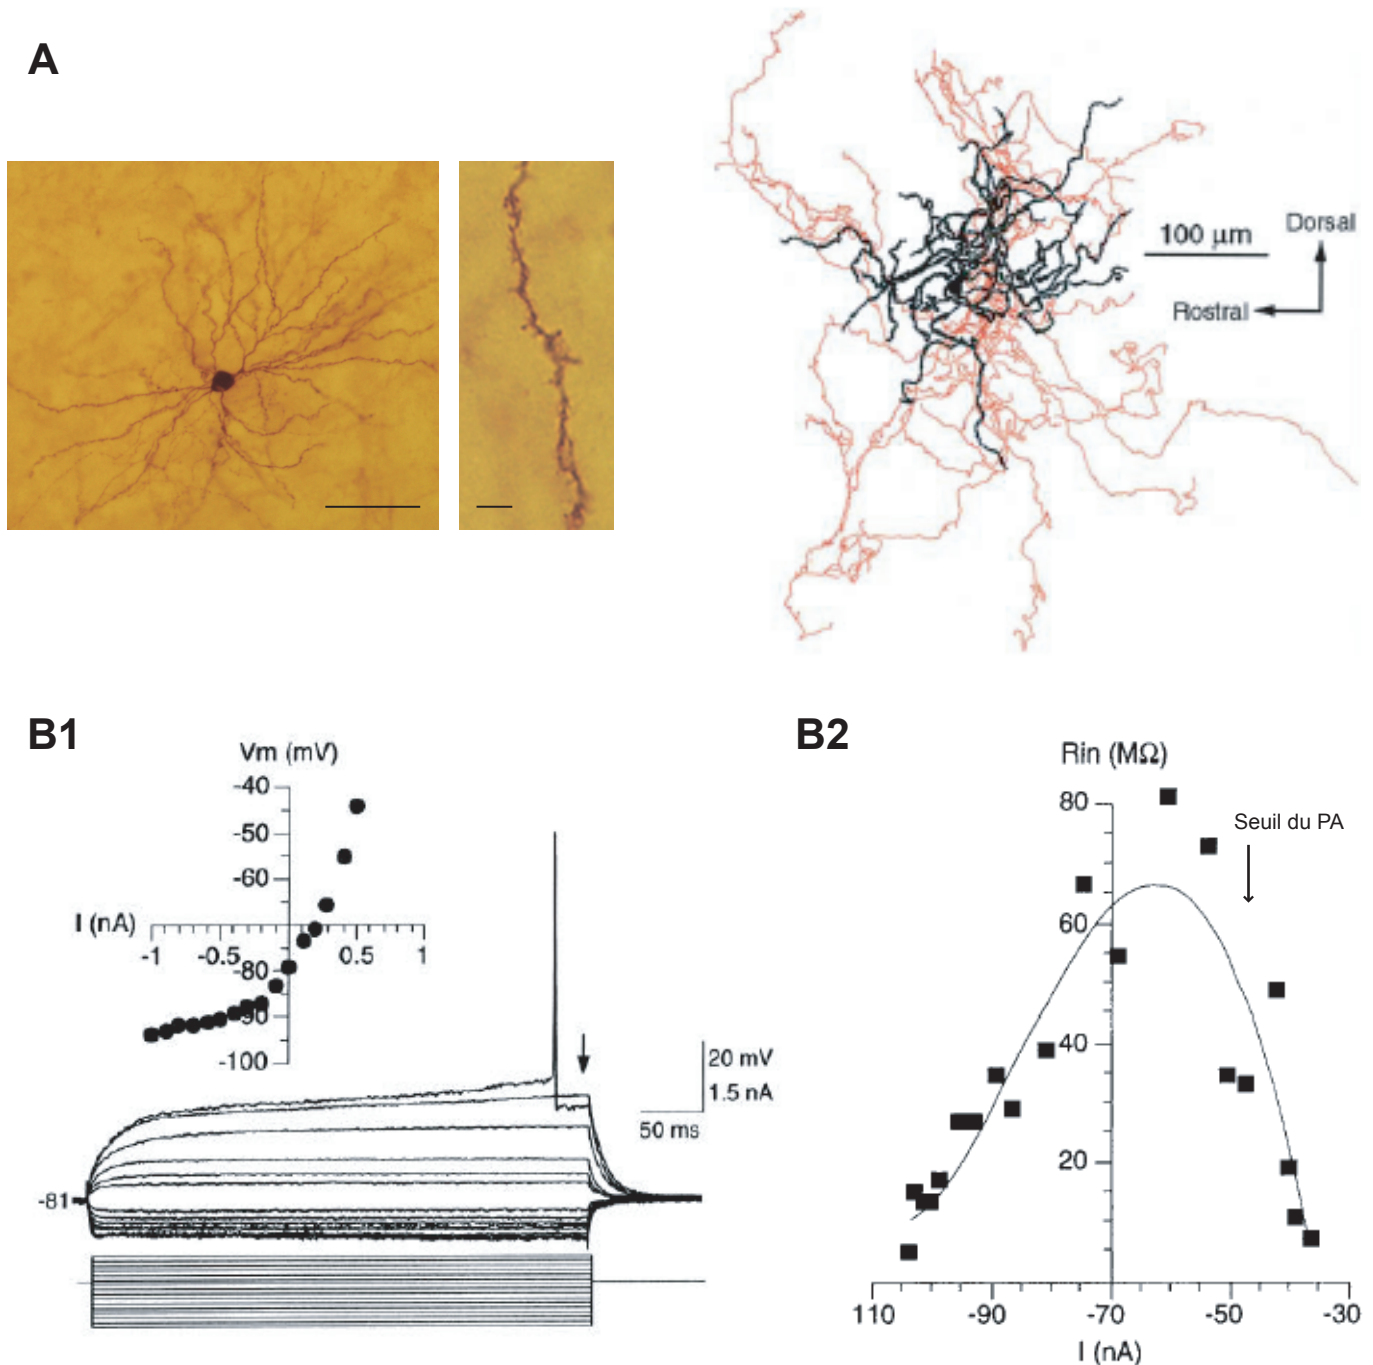 A
100 µm
Dorsal
Rostral
B1
Vm (mV)
-40
-50
-60
I (nA)
-1
-0.5
0.5
1
-80
-90
-100
20 mV
1.5 nA
50 ms
-81
B2
Rin (MΩ)
80
Seuil du PA
60
40
20
110
-90
-70
-50
-30
I (nA)